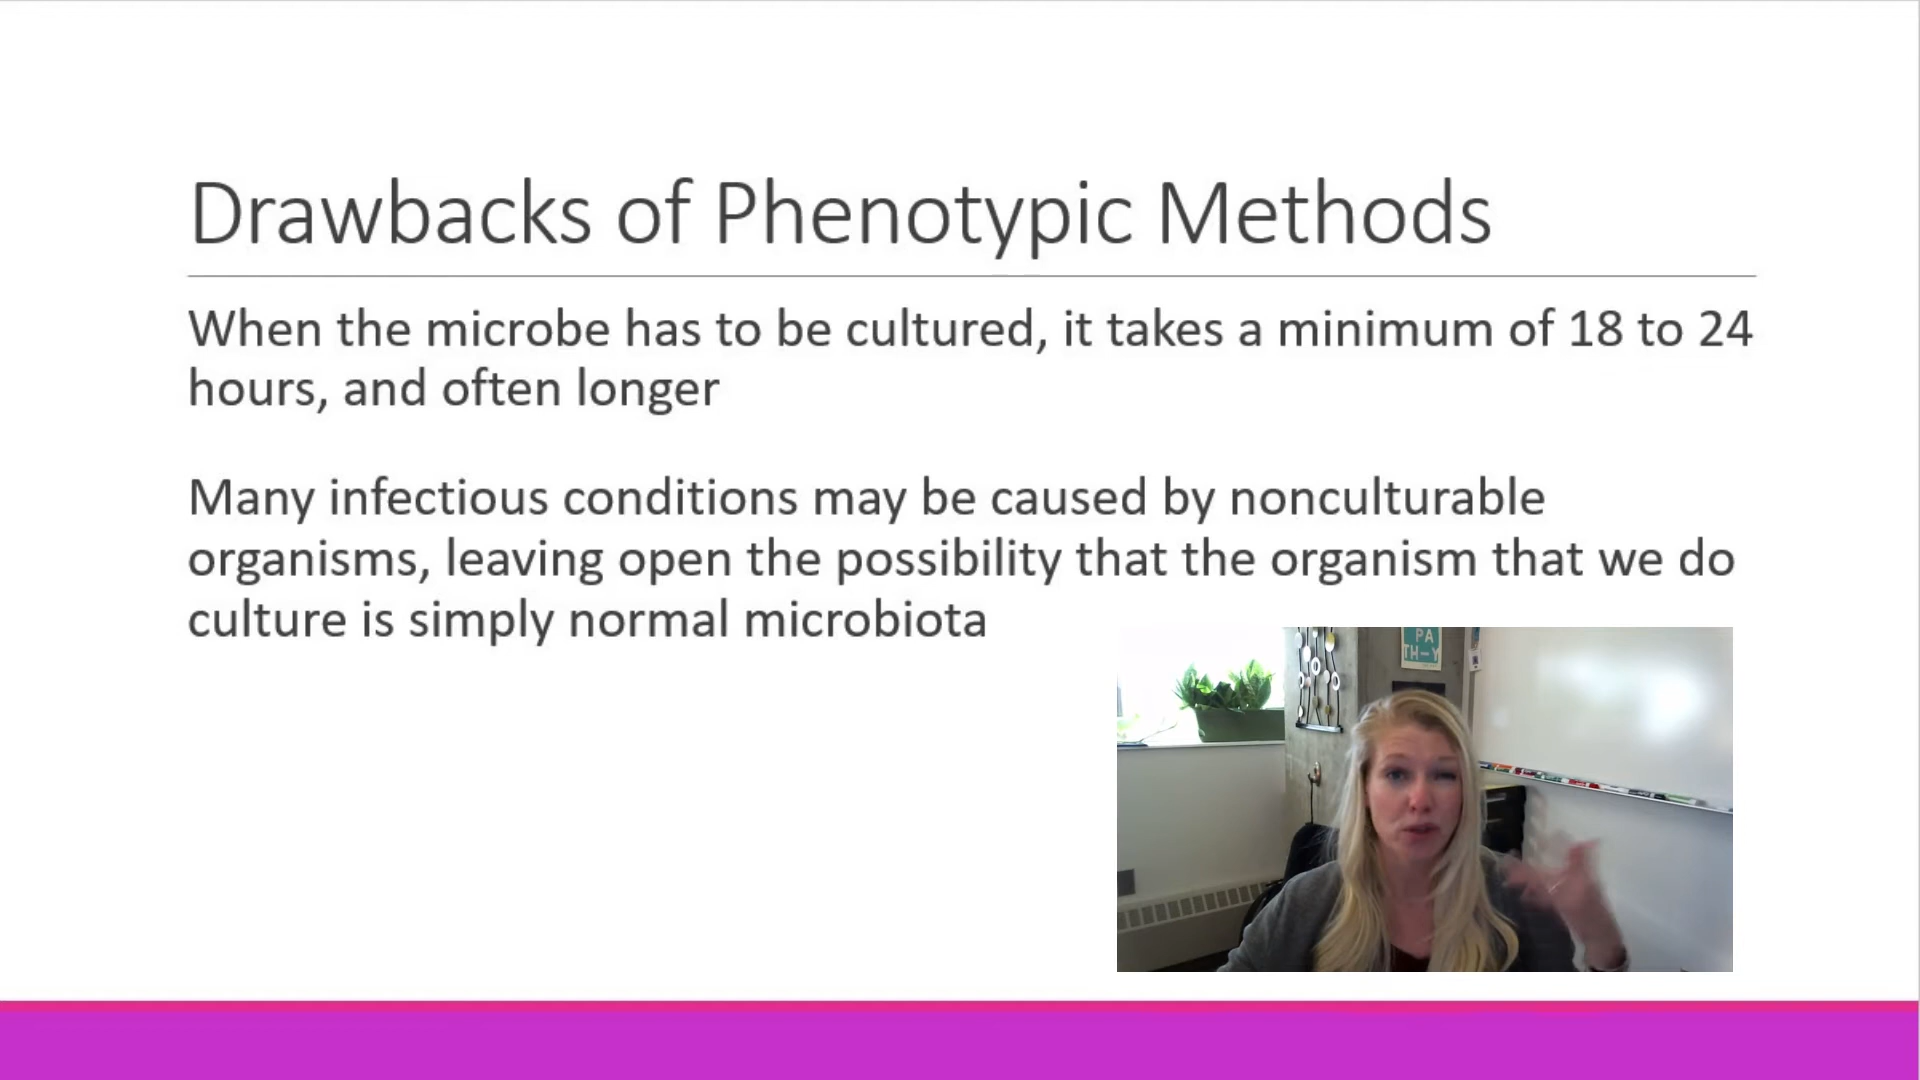 Drawbacks of Phenotypic Methods
When the microbe has to be cultured, it takes a minimum of 18 to 24
hours, and often longer
Many infectious conditions may be caused by nonculturable
organisms, leaving open the possibility that the organism that we do
culture is simply normal microbiota
PA
TH–Y